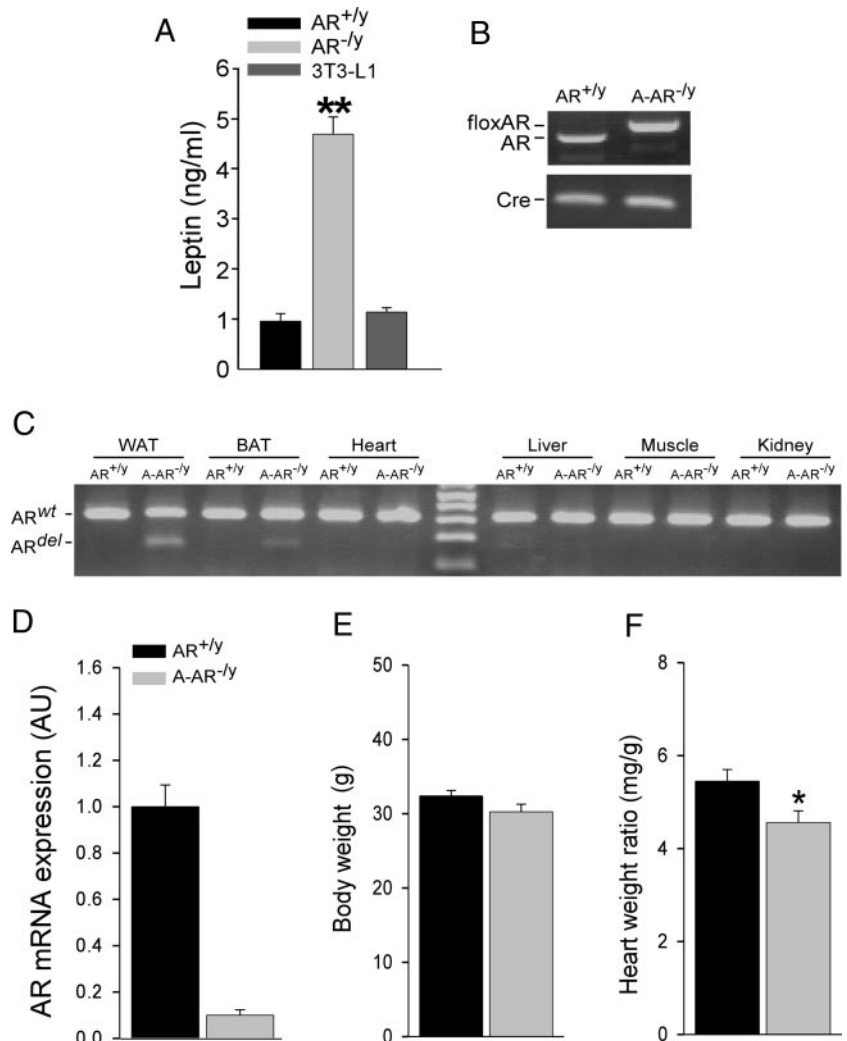 A
AR+/y
AR-/y
3T3-L1
Leptin (ng/ml)
6
5
4
3
2
1
0
**
B
AR+/y A-AR-/y
floxAR
AR
Cre
C
WAT BAT Heart Liver Muscle Kidney
AR+/y A-AR-/y AR+/y A-AR-/y AR+/y A-AR-/y AR+/y A-AR-/y AR+/y A-AR-/y AR+/y A-AR-/y
ARwt
ARdel
D
AR+/y
A-AR-/y
AR mRNA expression (AU)
1.6
1.4
1.2
1.0
0.8
0.6
0.4
0.2
0.0
E
Body weight (g)
50
40
30
20
10
0
F
Heart weight ratio (mg/g)
8
6
4
2
0
*